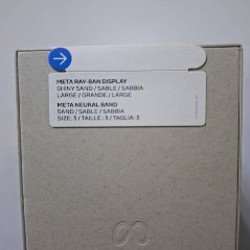 META RAY-BAN DISPLAY
SHINY SAND / SABLE / SABBIA
LARGE / GRANDE / LARGE
META NEURAL BAND
SAND / SABLE / SABBIA
SIZE: 3 / TAILLE : 3 / TAGLIA: 3